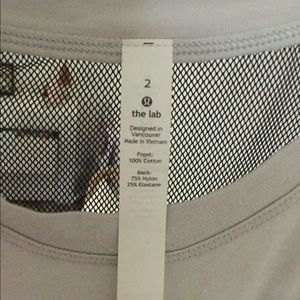 2
the lab
Designed in
Vancouver
Made in Vietnam
Front:
100% Cotton
Back:
75% Nylon
25% Elastane